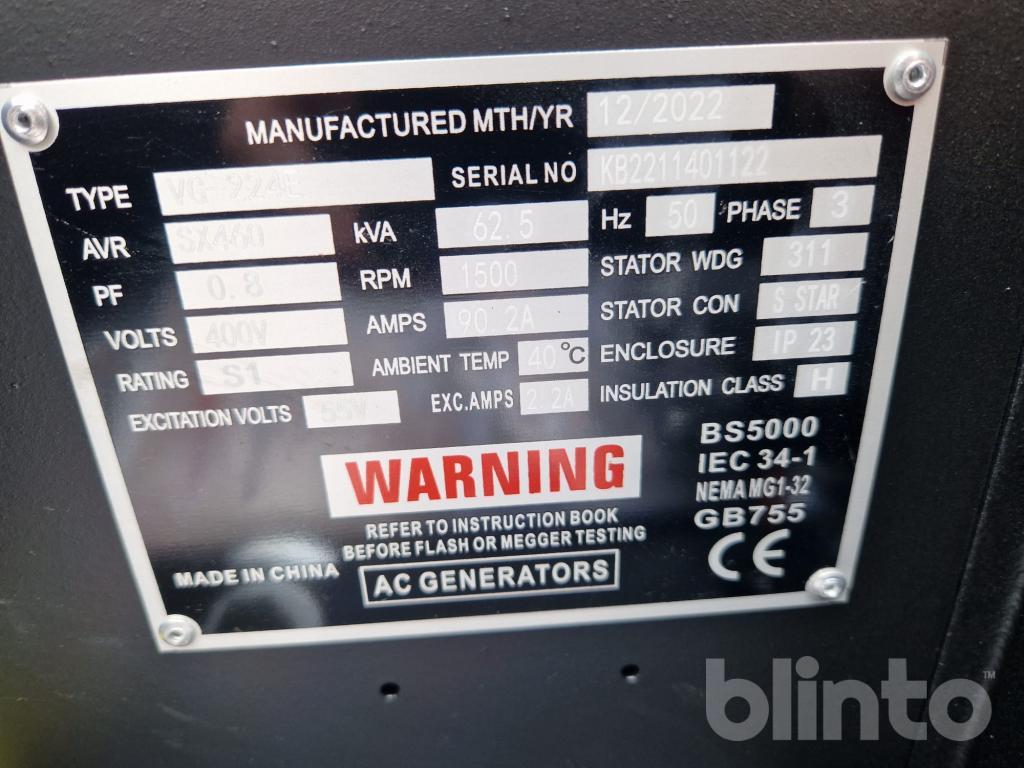 MANUFACTURED MTH/YR 12/2022
TYPE VG-224E SERIAL NO KB2211401122
AVR SX460 kVA 62.5 Hz 50 PHASE 3
PF 0.8 RPM 1500 STATOR WDG 311
VOLTS 400V AMPS 90.2A STATOR CON S STAR
RATING S1 AMBIENT TEMP 40 °C ENCLOSURE IP 23
EXCITATION VOLTS 55V EXC.AMPS 2.2A INSULATION CLASS H
BS5000
WARNING IEC 34-1
NEMA MG1-32
REFER TO INSTRUCTION BOOK GB755
BEFORE FLASH OR MEGGER TESTING
MADE IN CHINA AC GENERATORS CE
blinto™